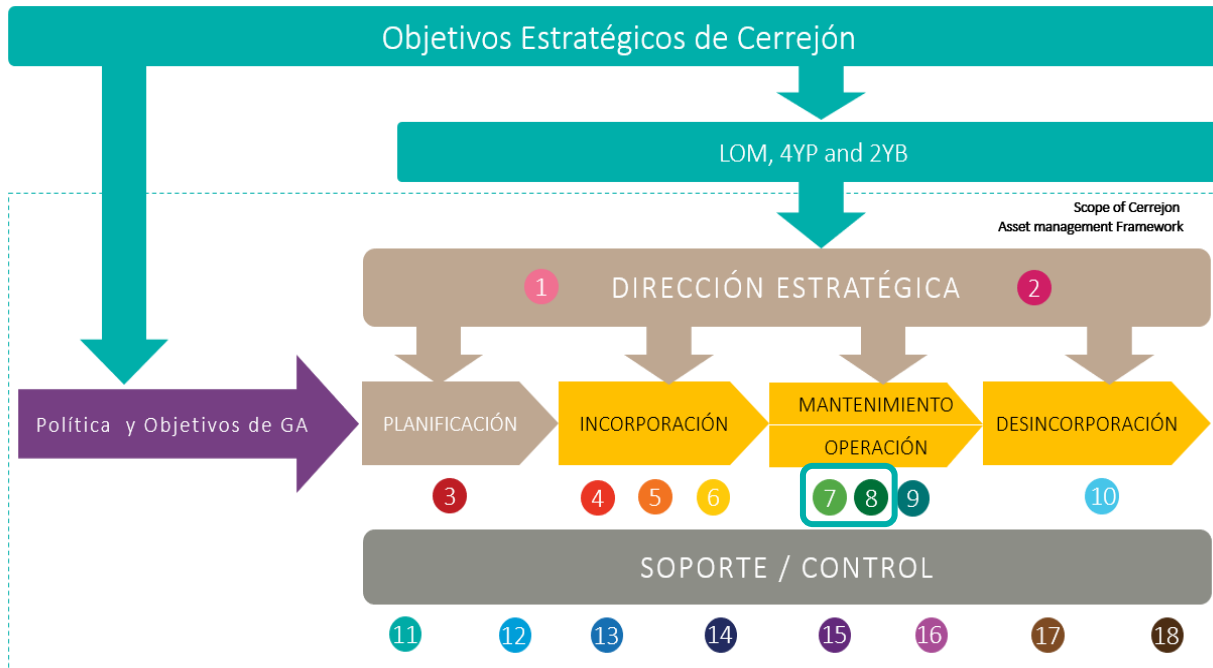 Objetivos Estratégicos de Cerrejón
LOM, 4YP and 2YB
Scope of Cerrejon
Asset management Framework
1 DIRECCIÓN ESTRATÉGICA 2
Política y Objetivos de GA
PLANIFICACIÓN
INCORPORACIÓN
MANTENIMIENTO
OPERACIÓN
DESINCORPORACIÓN
3 4 5 6 7 8 9 10
SOPORTE / CONTROL
11 12 13 14 15 16 17 18